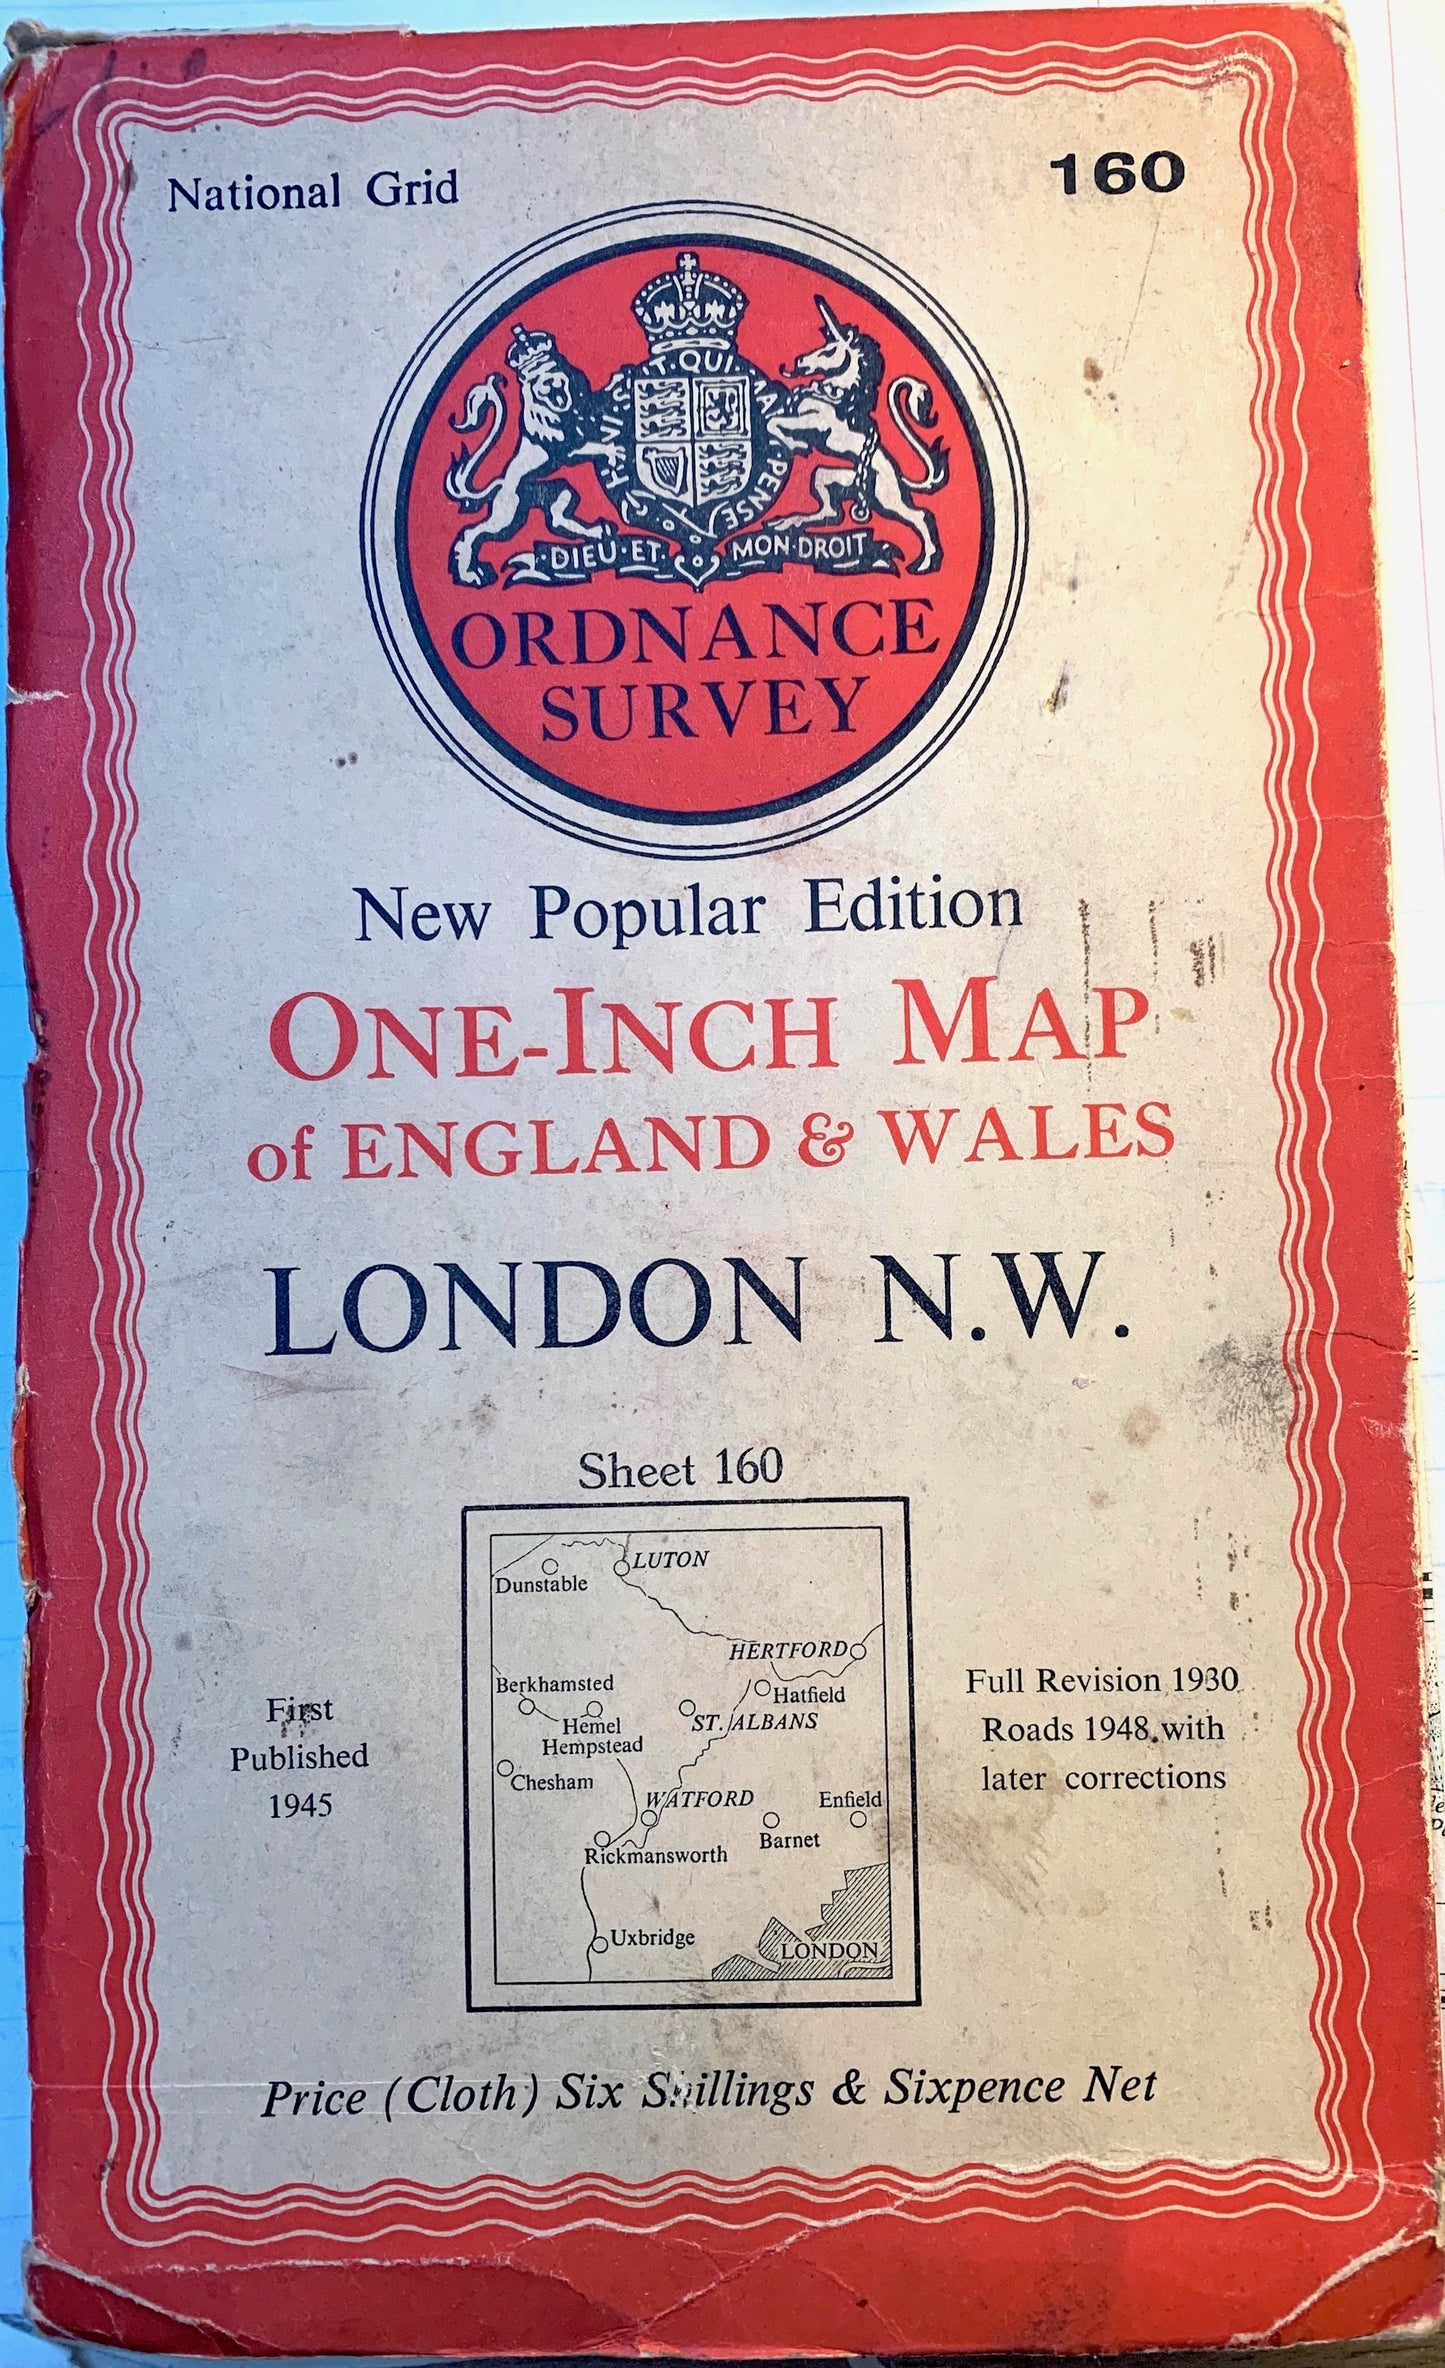 National Grid
160
HONI SOIT·QUI·MAL·Y·PENSE
·DIEU·ET·MON·DROIT
ORDNANCE
SURVEY
New Popular Edition
ONE-INCH MAP
of ENGLAND & WALES
LONDON N.W.
Sheet 160
LUTON
Dunstable
HERTFORD
Berkhamsted
Hatfield
Hemel
Hempstead
ST. ALBANS
Chesham
WATFORD
Enfield
Barnet
Rickmansworth
Uxbridge
LONDON
First
Published
1945
Full Revision 1930
Roads 1948 with
later corrections
Price (Cloth) Six Shillings & Sixpence Net